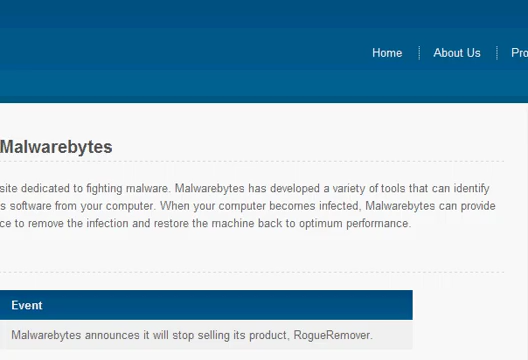 Home About Us Pro
Malwarebytes
site dedicated to fighting malware. Malwarebytes has developed a variety of tools that can identify
s software from your computer. When your computer becomes infected, Malwarebytes can provide
ce to remove the infection and restore the machine back to optimum performance.
Event
Malwarebytes announces it will stop selling its product, RogueRemover.